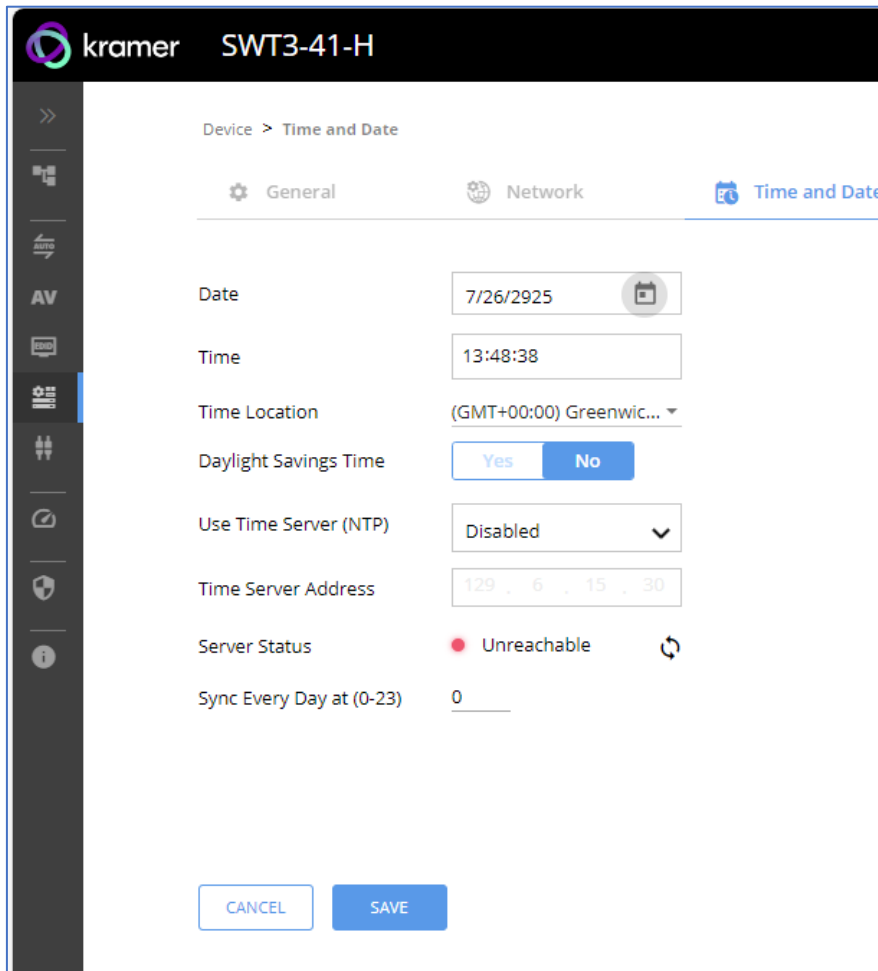 kramer SWT3-41-H
Device > Time and Date
General Network Time and Date
AUTO
AV
EDID
Date 7/26/2925
Time 13:48:38
Time Location (GMT+00:00) Greenwic...
Daylight Savings Time Yes No
Use Time Server (NTP) Disabled
Time Server Address 129 . 6 . 15 . 30
Server Status Unreachable
Sync Every Day at (0-23) 0
CANCEL SAVE